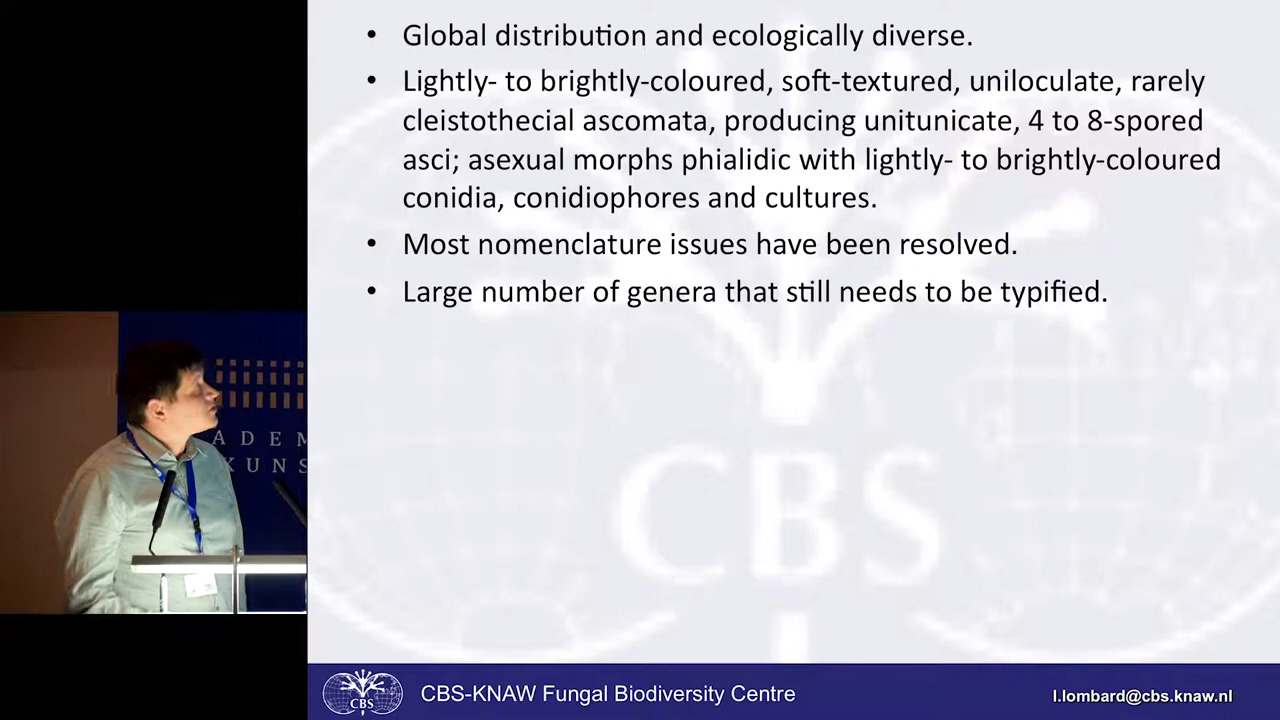 • Global distribution and ecologically diverse.
• Lightly- to brightly-coloured, soft-textured, uniloculate, rarely
cleistothecial ascomata, producing unitunicate, 4 to 8-spored
asci; asexual morphs phialidic with lightly- to brightly-coloured
conidia, conidiophores and cultures.
• Most nomenclature issues have been resolved.
• Large number of genera that still needs to be typified.
ADEM
KUNS
CBS
CBS
CBS-KNAW Fungal Biodiversity Centre
l.lombard@cbs.knaw.nl